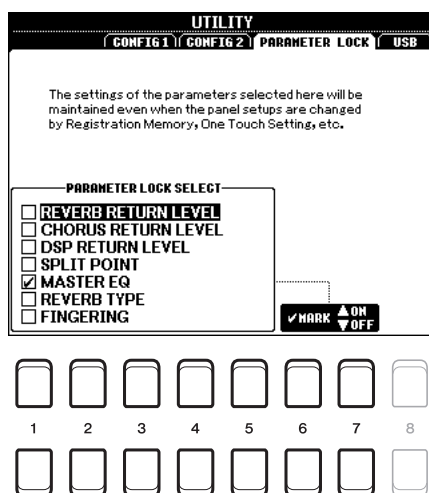 UTILITY
CONFIG 1 CONFIG 2 PARAMETER LOCK USB
The settings of the parameters selected here will be
maintained even when the panel setups are changed
by Registration Memory, One Touch
Setting, etc.
PARAMETER LOCK SELECT
REVERB RETURN LEVEL
CHORUS RETURN LEVEL
DSP RETURN LEVEL
SPLIT POINT
MASTER EQ
REVERB TYPE
FINGERING
✓MARK ▲ON
▼OFF
1 2 3 4 5 6 7 8